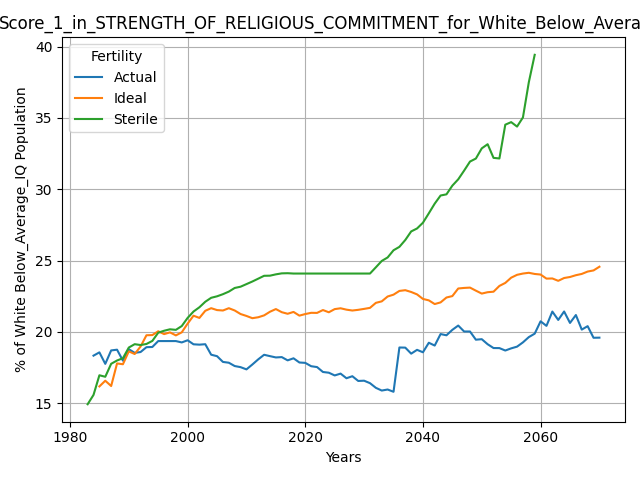 Score_1_in_STRENGTH_OF_RELIGIOUS_COMMITMENT_for_White_Below_Avera
Fertility
Actual
Ideal
Sterile
% of White Below_Average_IQ Population
40
35
30
25
20
15
1980
2000
2020
2040
2060
Years